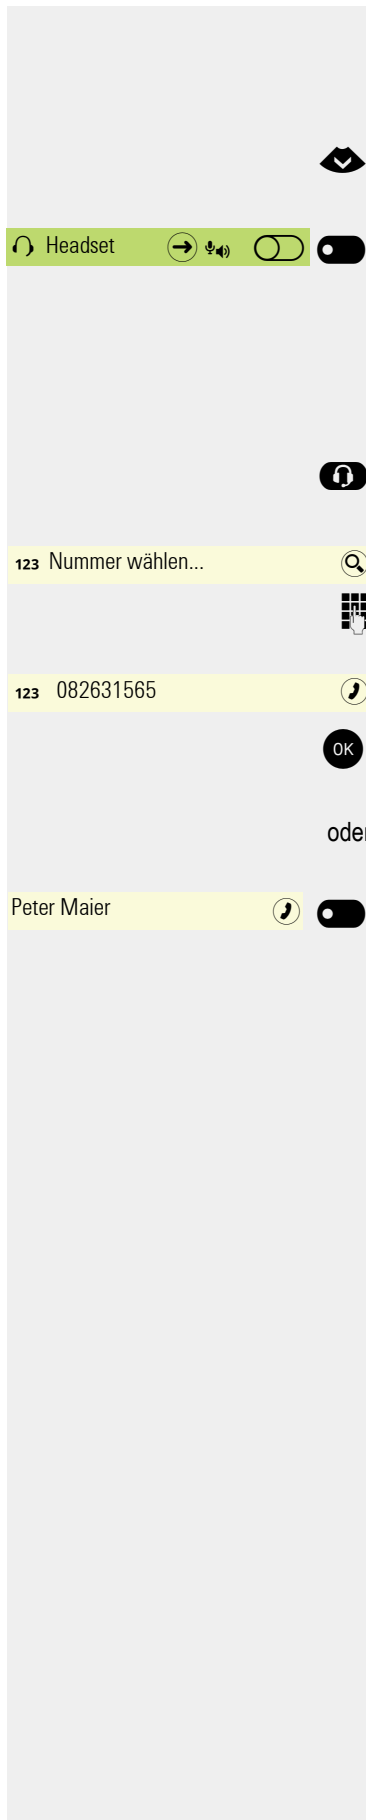 Headset
123 Nummer wählen...
123 082631565
OK
oder
Peter Maier